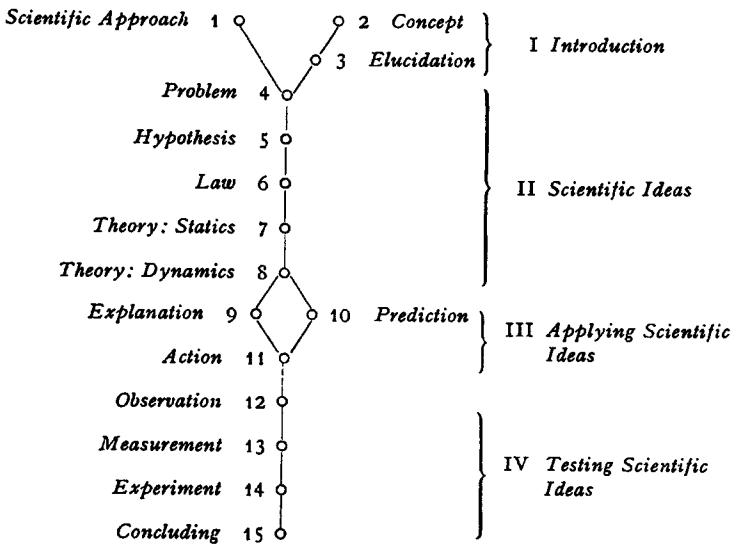 Scientific Approach 1 2 Concept
3 Elucidation
I Introduction
Problem 4
Hypothesis 5
Law 6
II Scientific Ideas
Theory: Statics 7
Theory: Dynamics 8
Explanation 9 10 Prediction
III Applying Scientific
Ideas
Action 11
Observation 12
Measurement 13
IV Testing Scientific
Ideas
Experiment 14
Concluding 15